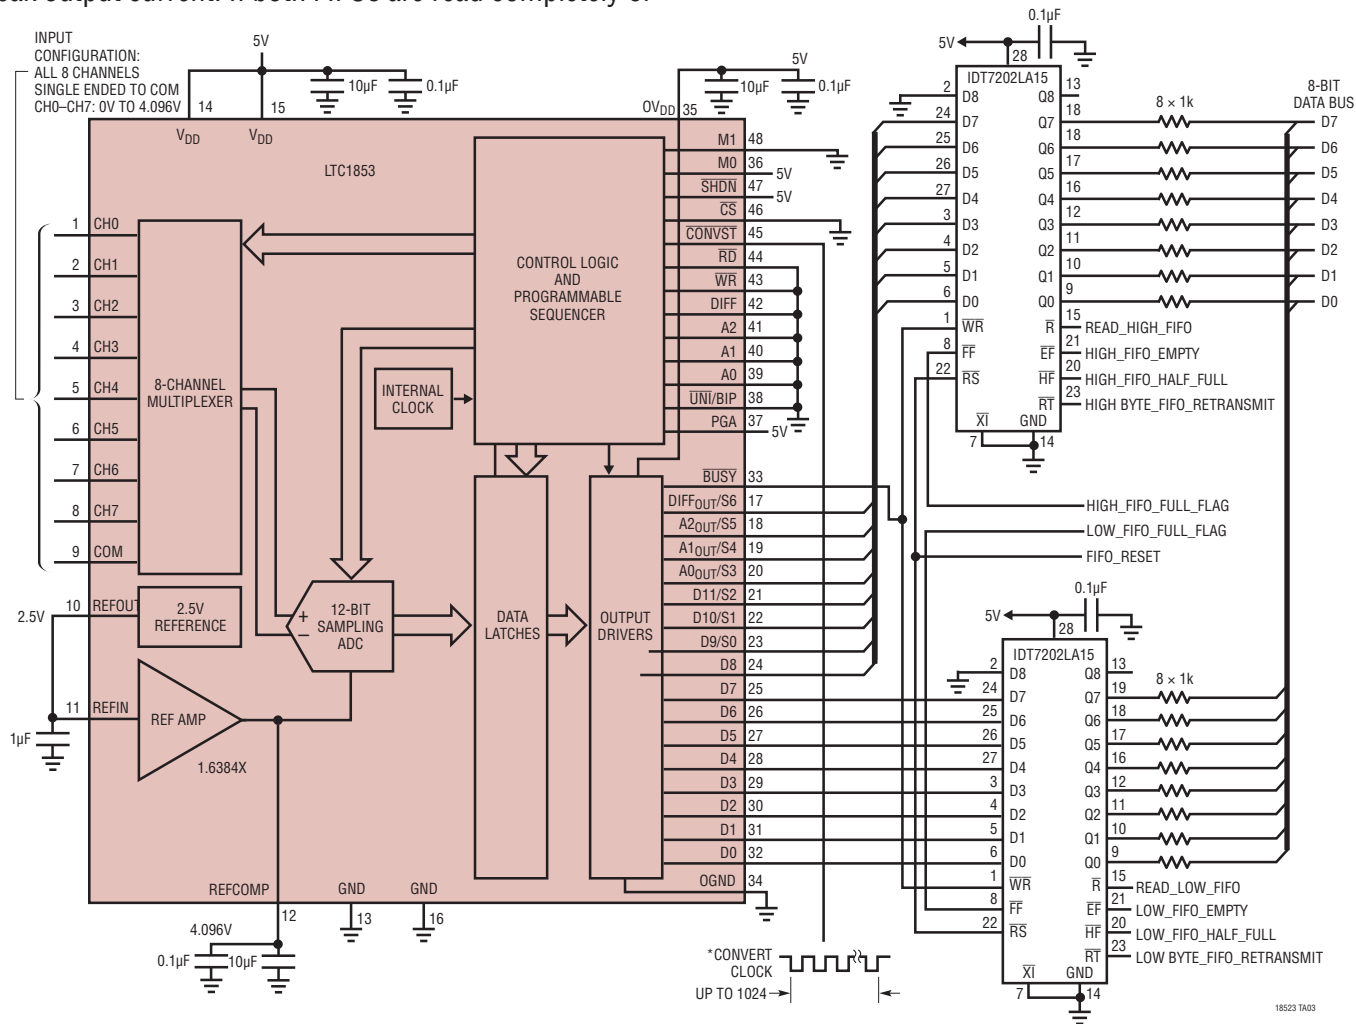 can output current. If both FIFOs are read completely or
INPUT
CONFIGURATION:
ALL 8 CHANNELS
SINGLE ENDED TO COM
CH0–CH7: 0V TO 4.096V
5V
10µF
0.1µF
14
15
VDD
VDD
LTC1853
5V
10µF
0.1µF
OVDD 35
1 CH0
2 CH1
3 CH2
4 CH3
5 CH4
6 CH5
7 CH6
8 CH7
9 COM
8-CHANNEL
MULTIPLEXER
CONTROL LOGIC
AND
PROGRAMMABLE
SEQUENCER
INTERNAL
CLOCK
2.5V
10 REFOUT
2.5V
REFERENCE
+
–
12-BIT
SAMPLING
ADC
DATA
LATCHES
OUTPUT
DRIVERS
11 REFIN
REF AMP
1µF
1.6384X
REFCOMP
12
GND
13
GND
16
4.096V
0.1µF
10µF
M1 48
M0 36
5V
SHDN 47
5V
CS 46
CONVST 45
RD 44
WR 43
DIFF 42
A2 41
A1 40
A0 39
UNI/BIP 38
PGA 37
5V
BUSY 33
DIFFOUT/S6 17
A2OUT/S5 18
A1OUT/S4 19
A0OUT/S3 20
D11/S2 21
D10/S1 22
D9/S0 23
D8 24
D7 25
D6 26
D5 27
D4 28
D3 29
D2 30
D1 31
D0 32
OGND 34
*CONVERT
CLOCK
UP TO 1024
0.1µF
5V
28
IDT7202LA15
2 D8
24 D7
25 D6
26 D5
27 D4
3 D3
4 D2
5 D1
6 D0
1 WR
8 FF
22 RS
Q8 13
Q7 18
Q6 18
Q5 17
Q4 16
Q3 12
Q2 11
Q1 10
Q0 9
R 15 READ_HIGH_FIFO
EF 21 HIGH_FIFO_EMPTY
HF 20 HIGH_FIFO_HALF_FULL
RT 23 HIGH BYTE_FIFO_RETRANSMIT
XI
GND
7
14
8 × 1k
8-BIT
DATA BUS
D7
D6
D5
D4
D3
D2
D1
D0
HIGH_FIFO_FULL_FLAG
LOW_FIFO_FULL_FLAG
FIFO_RESET
0.1µF
5V
28
IDT7202LA15
2 D8
24 D7
25 D6
26 D5
27 D4
3 D3
4 D2
5 D1
6 D0
1 WR
8 FF
22 RS
Q8 13
Q7 19
Q6 18
Q5 17
Q4 16
Q3 12
Q2 11
Q1 10
Q0 9
R 15 READ_LOW_FIFO
EF 21 LOW_FIFO_EMPTY
HF 20 LOW_FIFO_HALF_FULL
RT 23 LOW BYTE_FIFO_RETRANSMIT
XI
GND
7
14
8 × 1k
18523 TA03